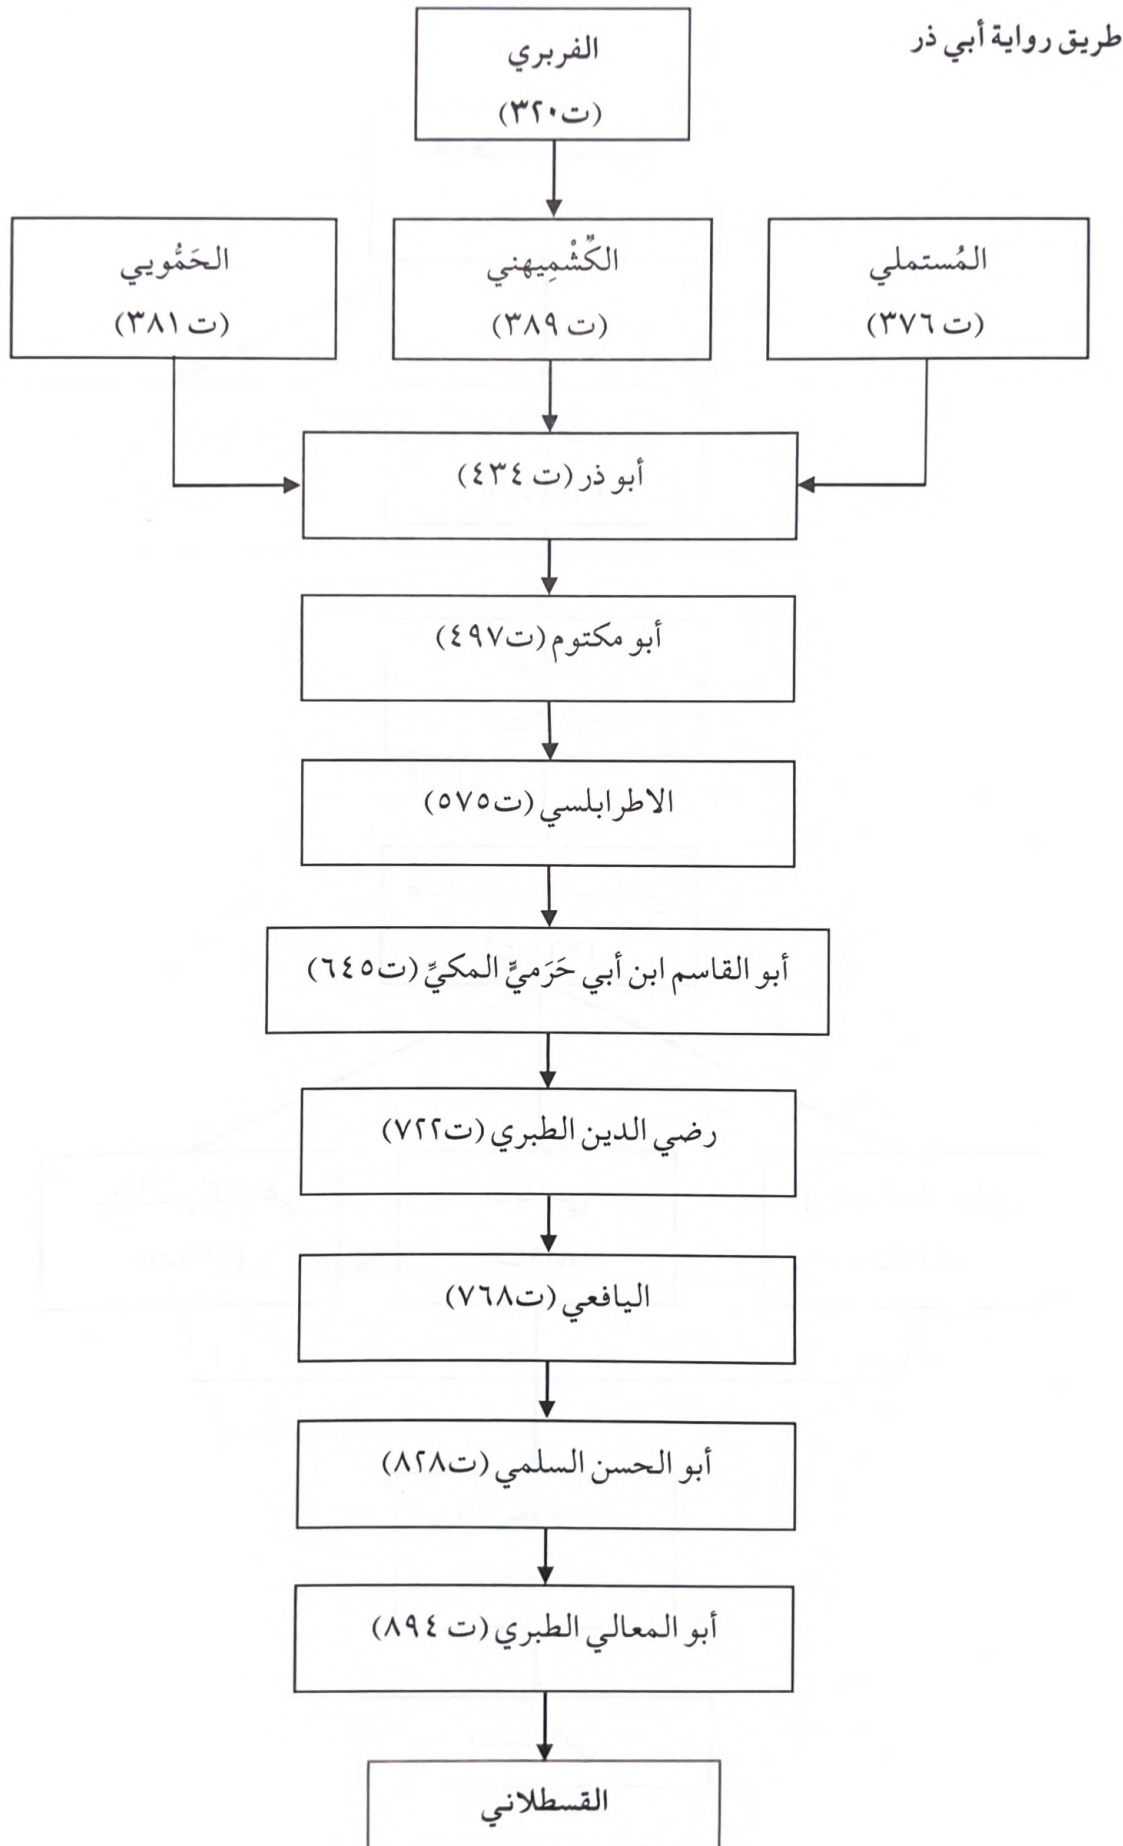 طريق رواية أبي ذر
الفربري
(ت٣٢٠)
المُستملي
(ت ٣٧٦)
الكُِشْمِيهني
(ت ٣٨٩)
الحَمُّويي
(ت ٣٨١)
أبو ذر (ت ٤٣٤)
أبو مكتوم (ت٤٩٧)
الاطرابلسي (ت٥٧٥)
أبو القاسم ابن أبي حَرَميٍّ المكيِّ (ت٦٤٥)
رضي الدين الطبري (ت٧٢٢)
اليافعي (ت٧٦٨)
أبو الحسن السلمي (ت٨٢٨)
أبو المعالي الطبري (ت ٨٩٤)
القسطلاني